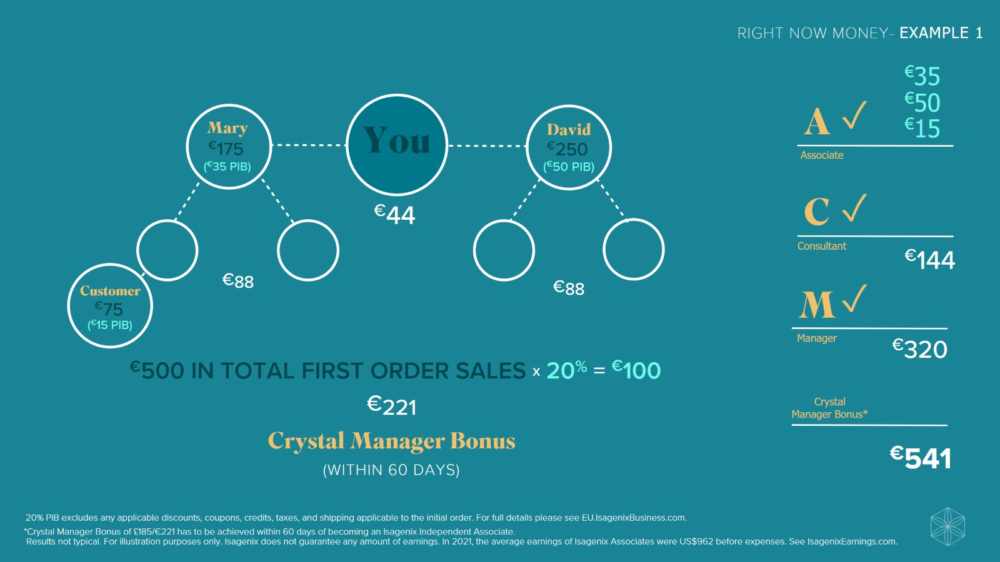 RIGHT NOW MONEY- EXAMPLE 1
Mary
€175
(€35 PIB)
You
€44
David
€250
(€50 PIB)
€88
€88
Customer
€75
(€15 PIB)
€500 IN TOTAL FIRST ORDER SALES x 20% = €100
€221
Crystal Manager Bonus
(WITHIN 60 DAYS)
€35
€50
€15
A ✓
Associate
C ✓
Consultant
€144
M ✓
Manager
€320
Crystal
Manager Bonus*
€541
20% PIB excludes any applicable discounts, coupons, credits, taxes, and shipping applicable to the initial order. For full details please see EU.IsagenixBusiness.com.
*Crystal Manager Bonus of £185/€221 has to be achieved within 60 days of becoming an Isagenix Independent Associate.
Results not typical. For illustration purposes only. Isagenix does not guarantee any amount of earnings. In 2021, the average earnings of Isagenix Associates were US$962 before expenses. See IsagenixEarnings.com.